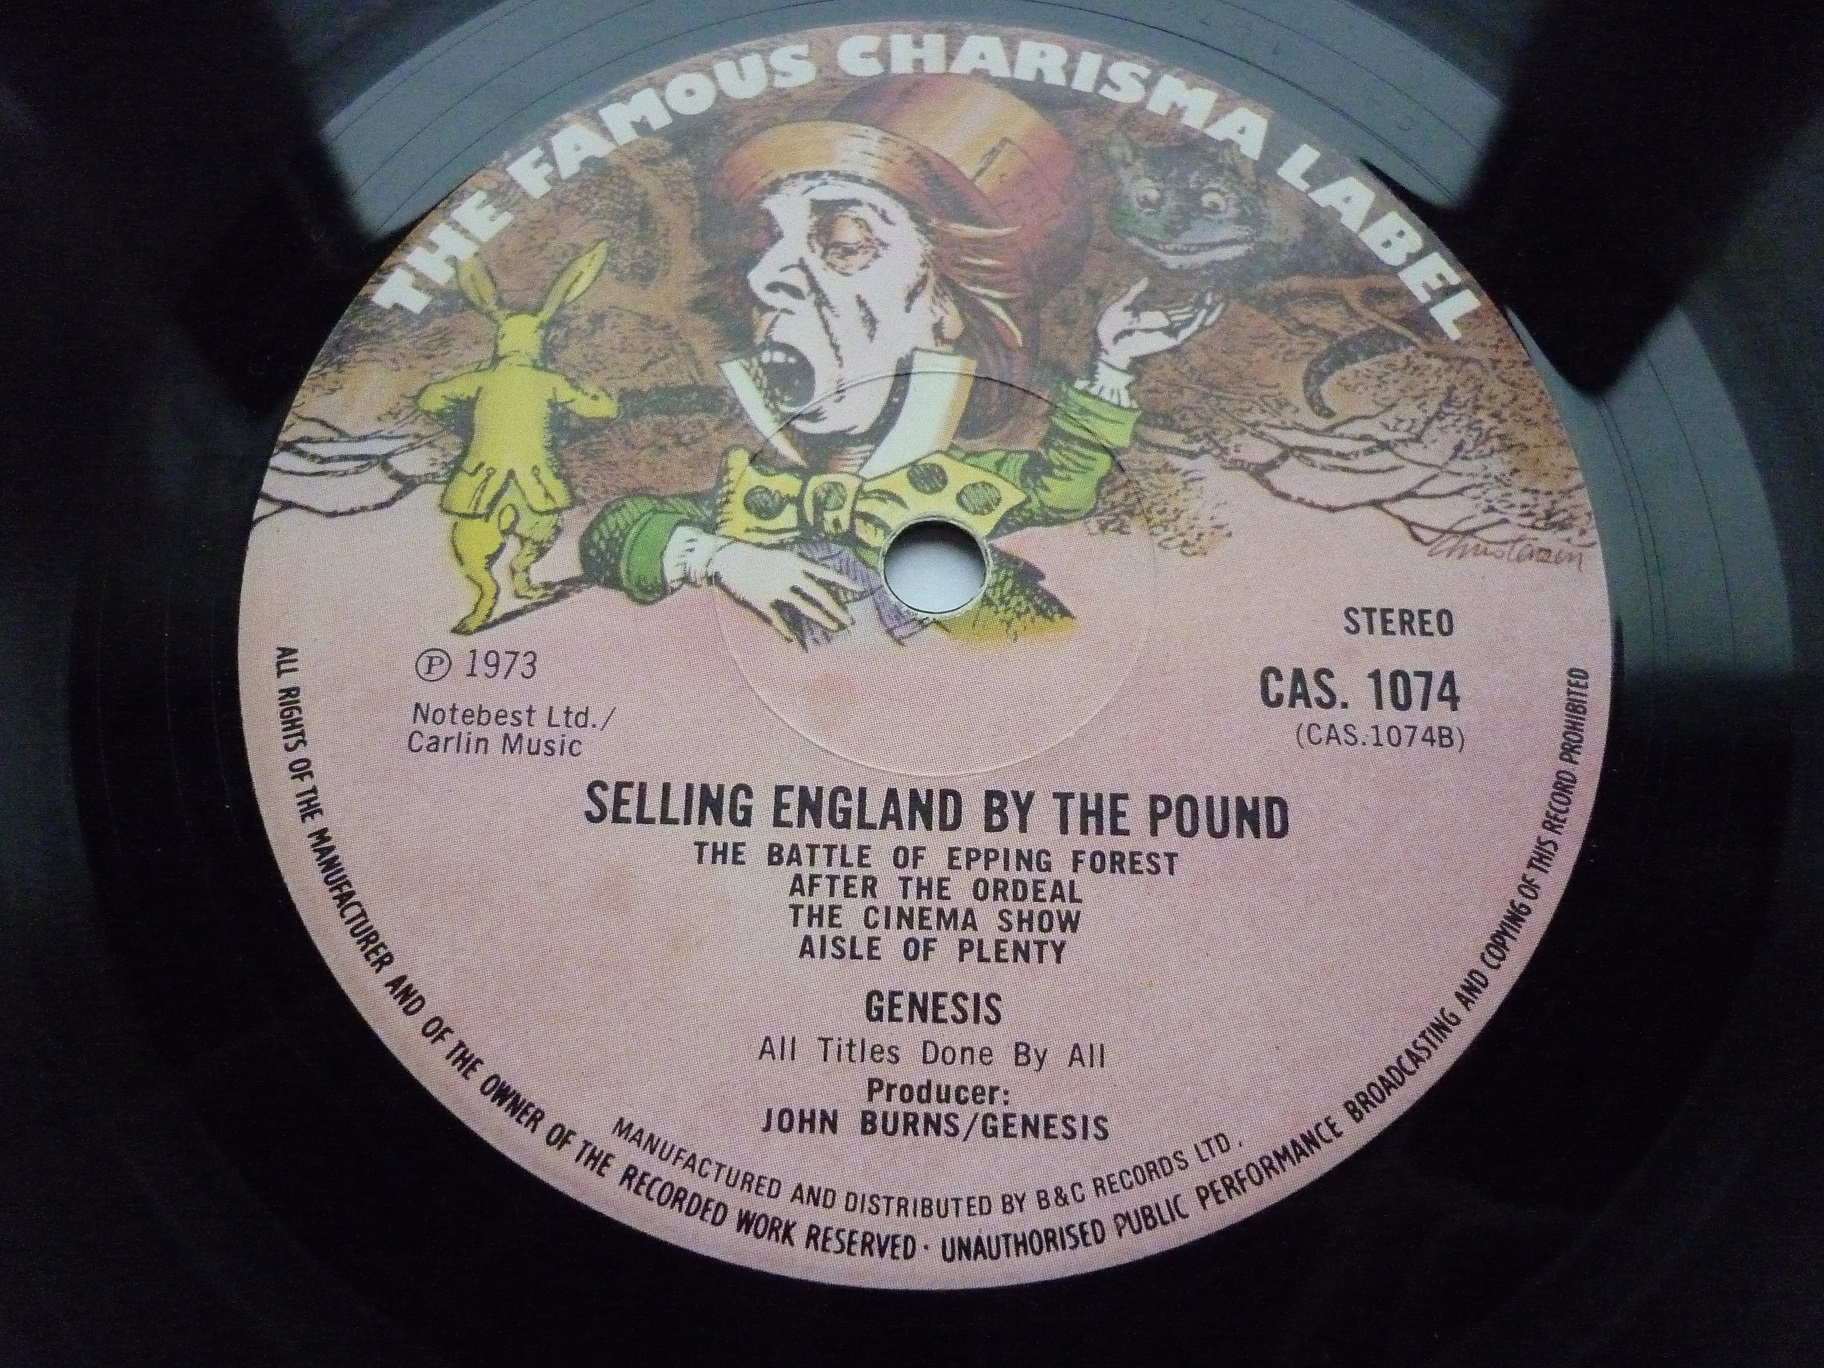 THE FAMOUS CHARISMA LABEL
Christensen
STEREO
Ⓟ 1973
CAS. 1074
Notebest Ltd./
(CAS.1074B)
Carlin Music
SELLING ENGLAND BY THE POUND
THE BATTLE OF EPPING FOREST
AFTER THE ORDEAL
THE CINEMA SHOW
AISLE OF PLENTY
GENESIS
All Titles Done By All
Producer:
JOHN BURNS/GENESIS
MANUFACTURED AND DISTRIBUTED BY B&C RECORDS LTD.
ALL RIGHTS OF THE MANUFACTURER AND OF THE OWNER OF THE RECORDED WORK RESERVED · UNAUTHORISED PUBLIC PERFORMANCE BROADCASTING AND COPYING OF THIS RECORD PROHIBITED